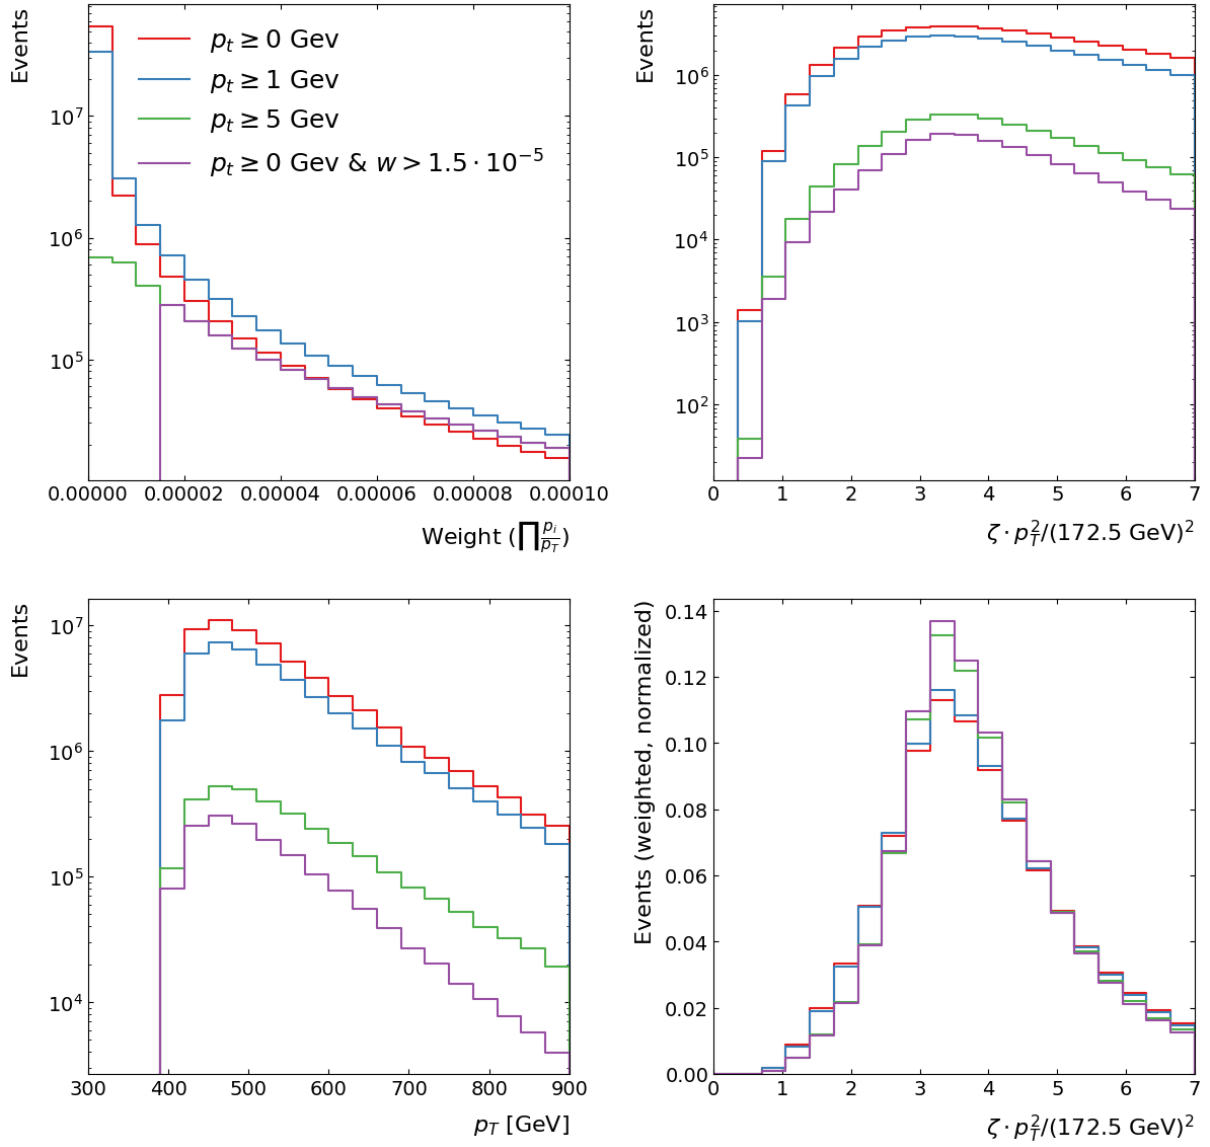 Events
p_t ≥ 0 Gev
p_t ≥ 1 Gev
p_t ≥ 5 Gev
p_t ≥ 0 Gev & w > 1.5 · 10^{-5}
10^7
10^6
10^5
0.00000 0.00002 0.00004 0.00006 0.00008 0.00010
Weight (∏ p_i/p_T)
Events
10^6
10^5
10^4
10^3
10^2
0 1 2 3 4 5 6 7
ζ · p_T^2/(172.5 GeV)^2
Events
10^7
10^6
10^5
10^4
300 400 500 600 700 800 900
p_T [GeV]
Events (weighted, normalized)
0.14
0.12
0.10
0.08
0.06
0.04
0.02
0.00
0 1 2 3 4 5 6 7
ζ · p_T^2/(172.5 GeV)^2